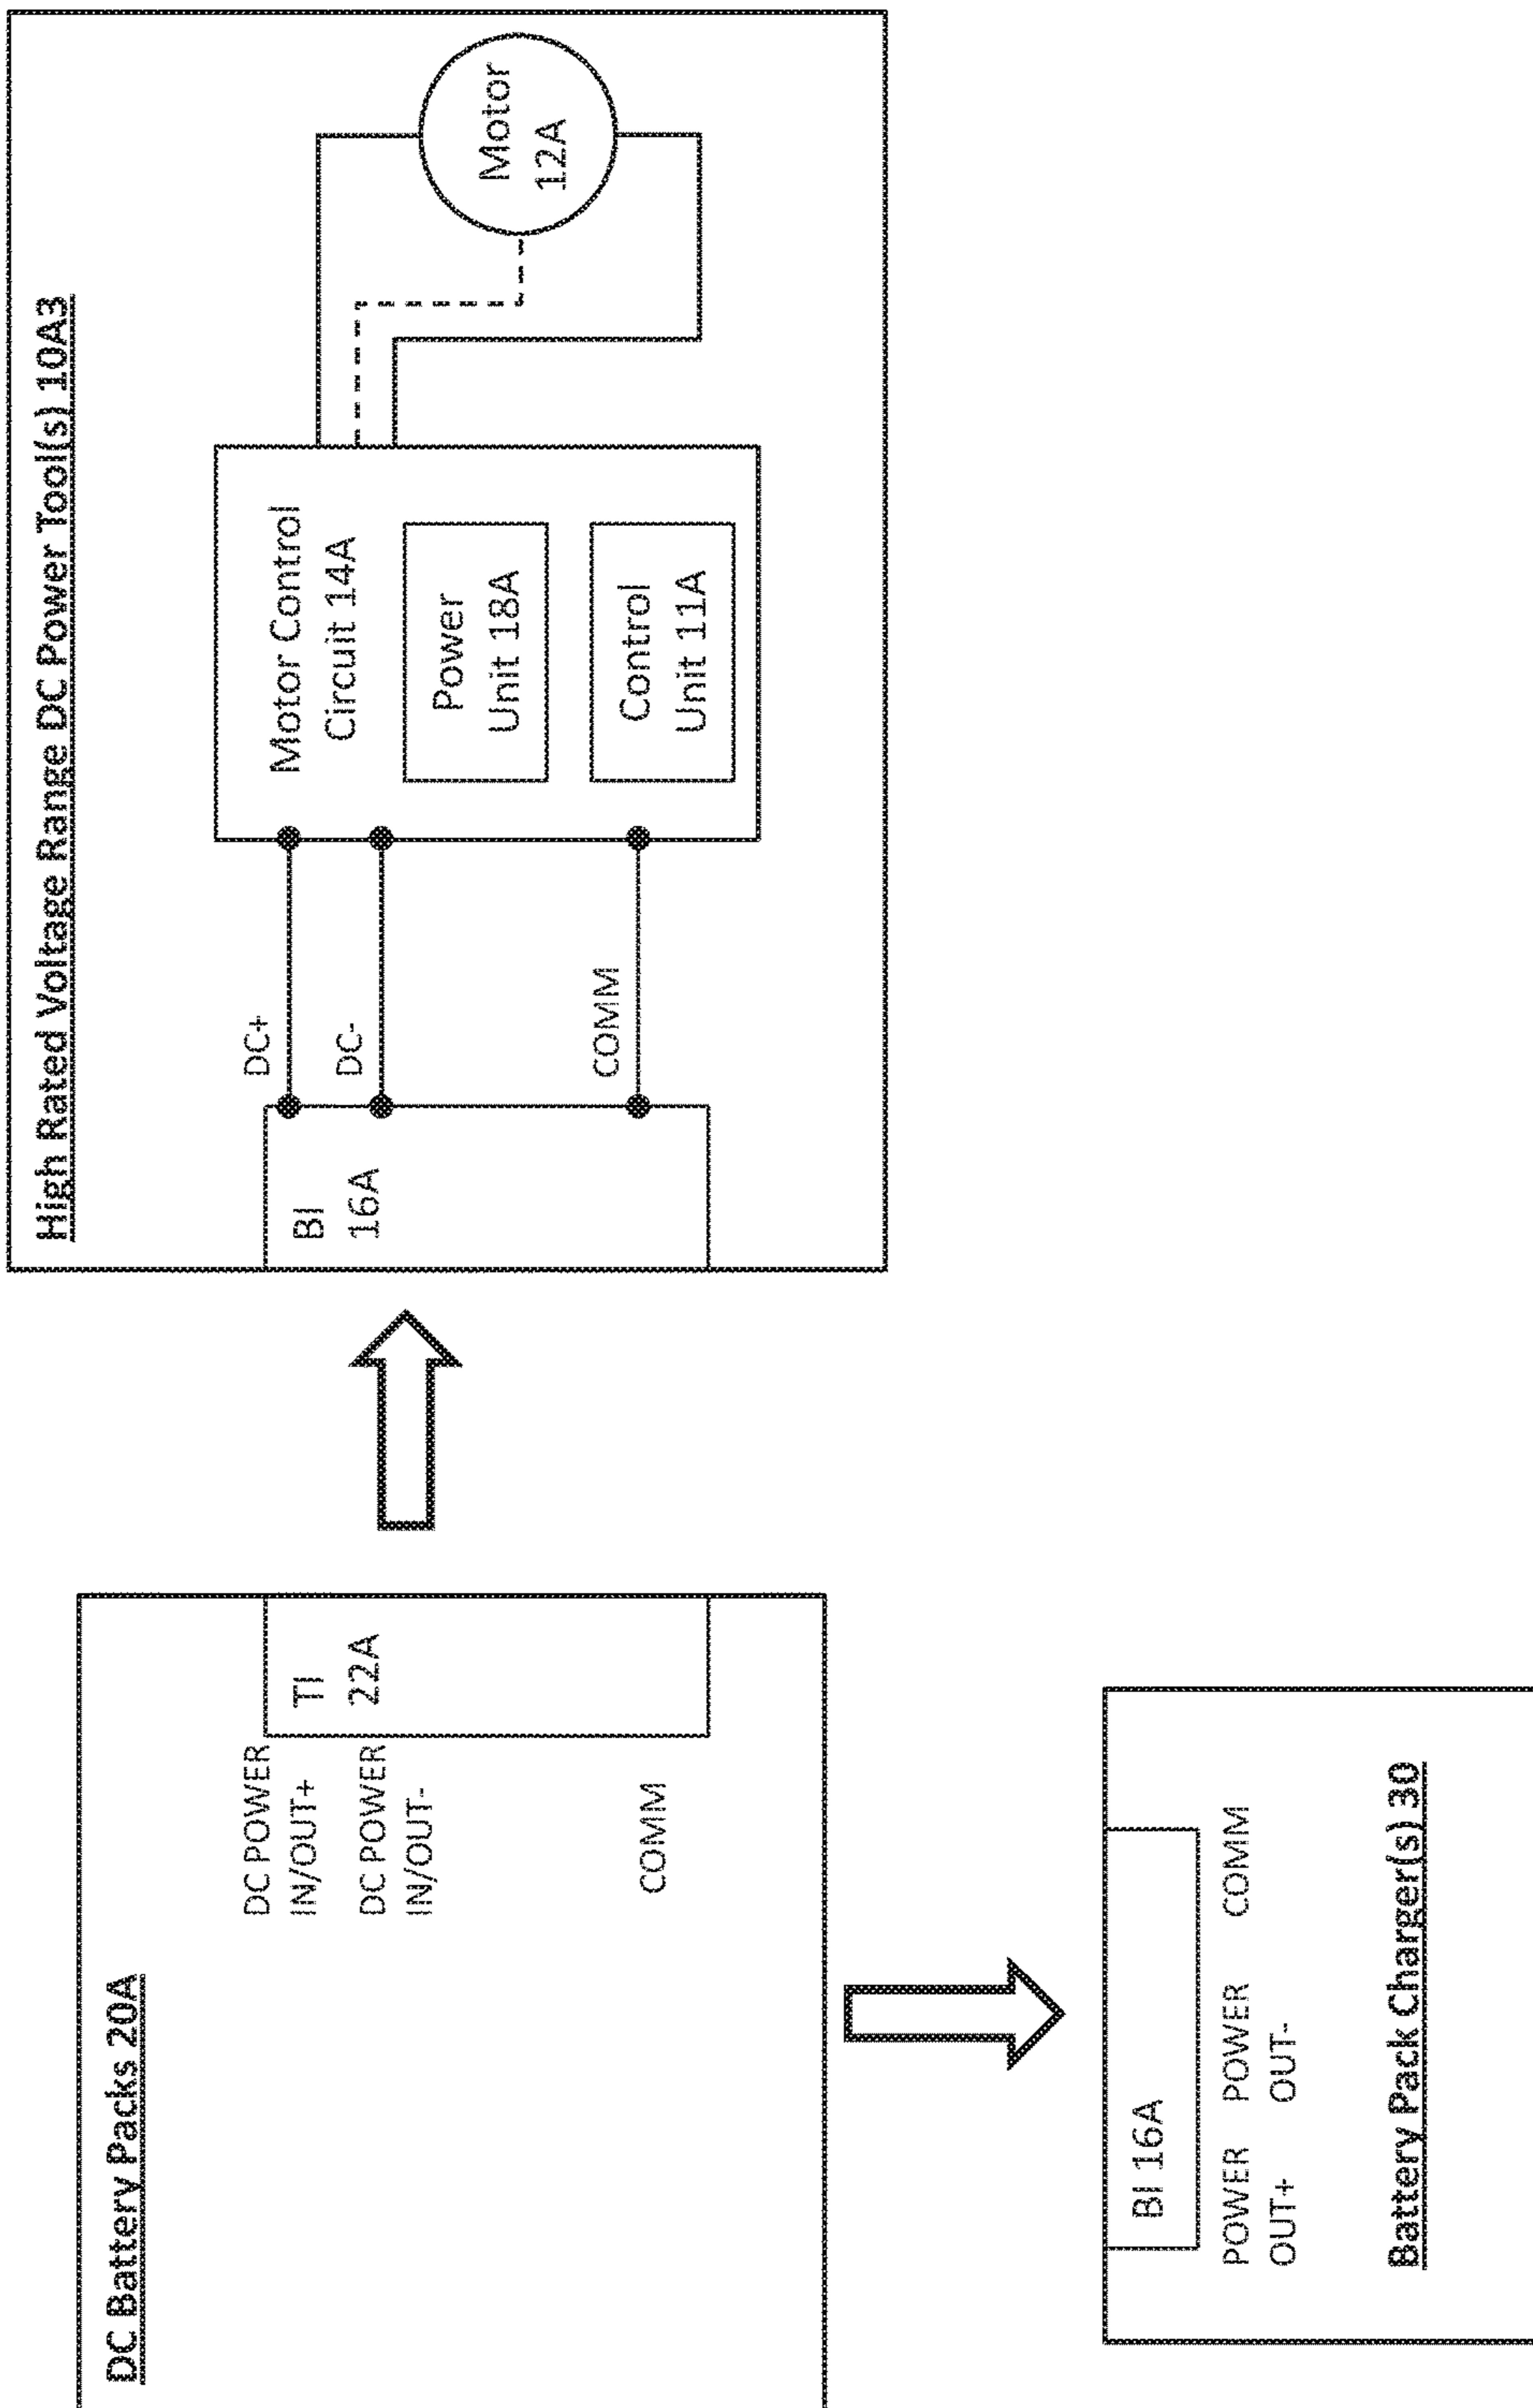 DC Battery Packs 20A
DC POWER
IN/OUT+
DC POWER
IN/OUT-
COMM
TI
22A
High Rated Voltage Range DC Power Tool(s) 10A3
BI
16A
DC+
DC-
COMM
Motor Control
Circuit 14A
Power
Unit 18A
Control
Unit 11A
Motor
12A
BI 16A
POWER POWER COMM
OUT+ OUT-
Battery Pack Charger(s) 30